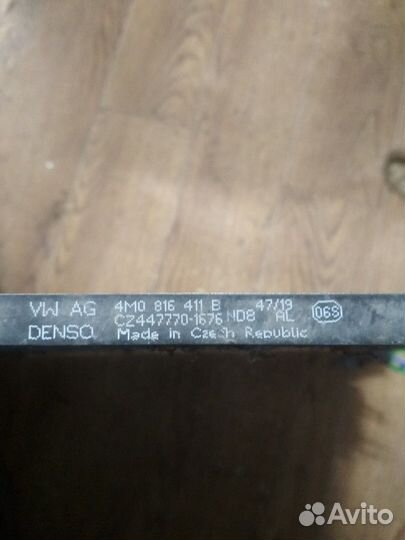 VW AG 4M0 816 411 B 47/19
CZ447770-1676 ND8 AL 06S
DENSO Made in Czech Republic
Avito